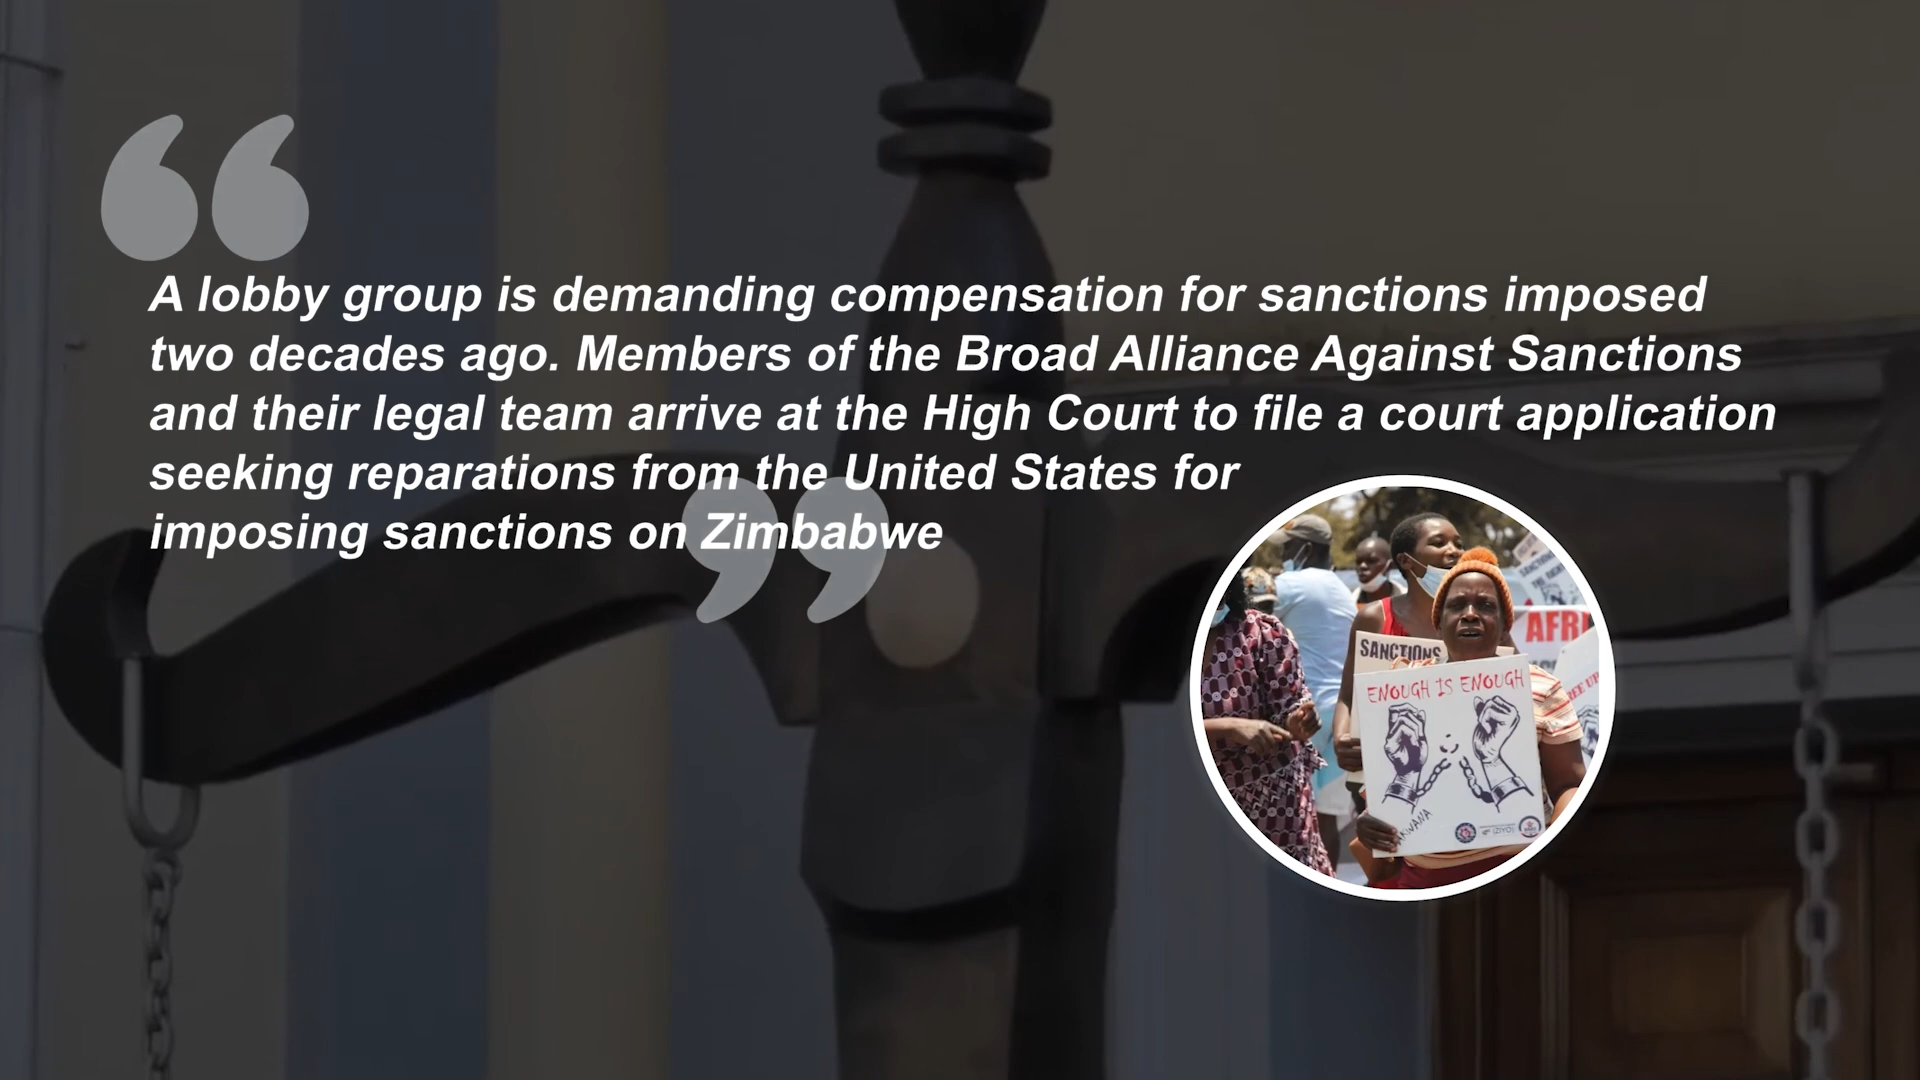 A lobby group is demanding compensation for sanctions imposed
two decades ago. Members of the Broad Alliance Against Sanctions
and their legal team arrive at the High Court to file a court application
seeking reparations from the United States for
imposing sanctions on Zimbabwe
SANCTIONS
AFRI
ENOUGH IS ENOUGH
(ZIYO)